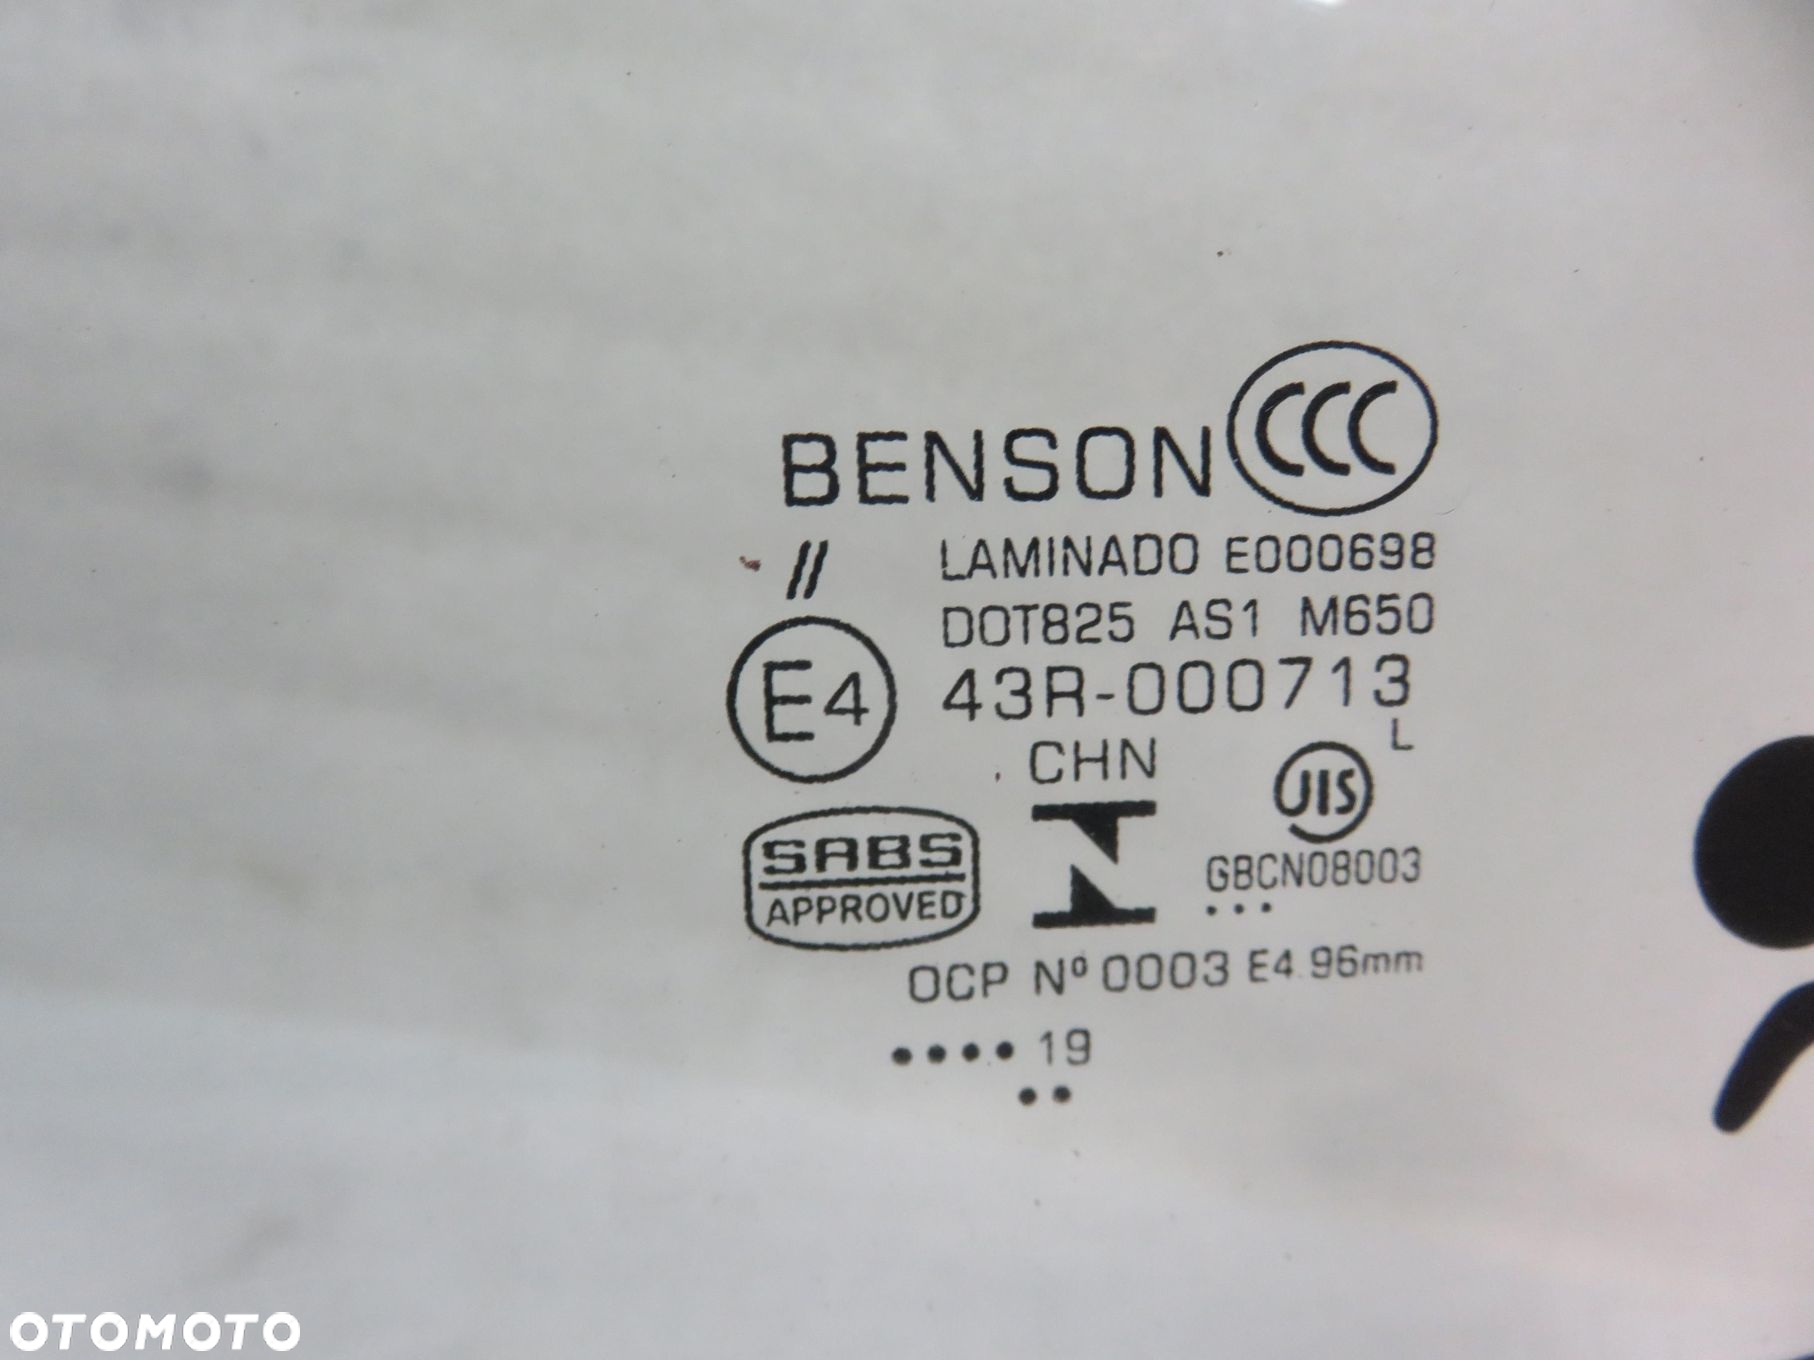 BENSON CCC
// LAMINADO E000698
DOT825 AS1 M650
E4 43R-000713
L
CHN
JIS
SABS
APPROVED
GBCN08003
...
OCP Nº 0003 E4.96mm
•••• 19
••
OTOMOTO